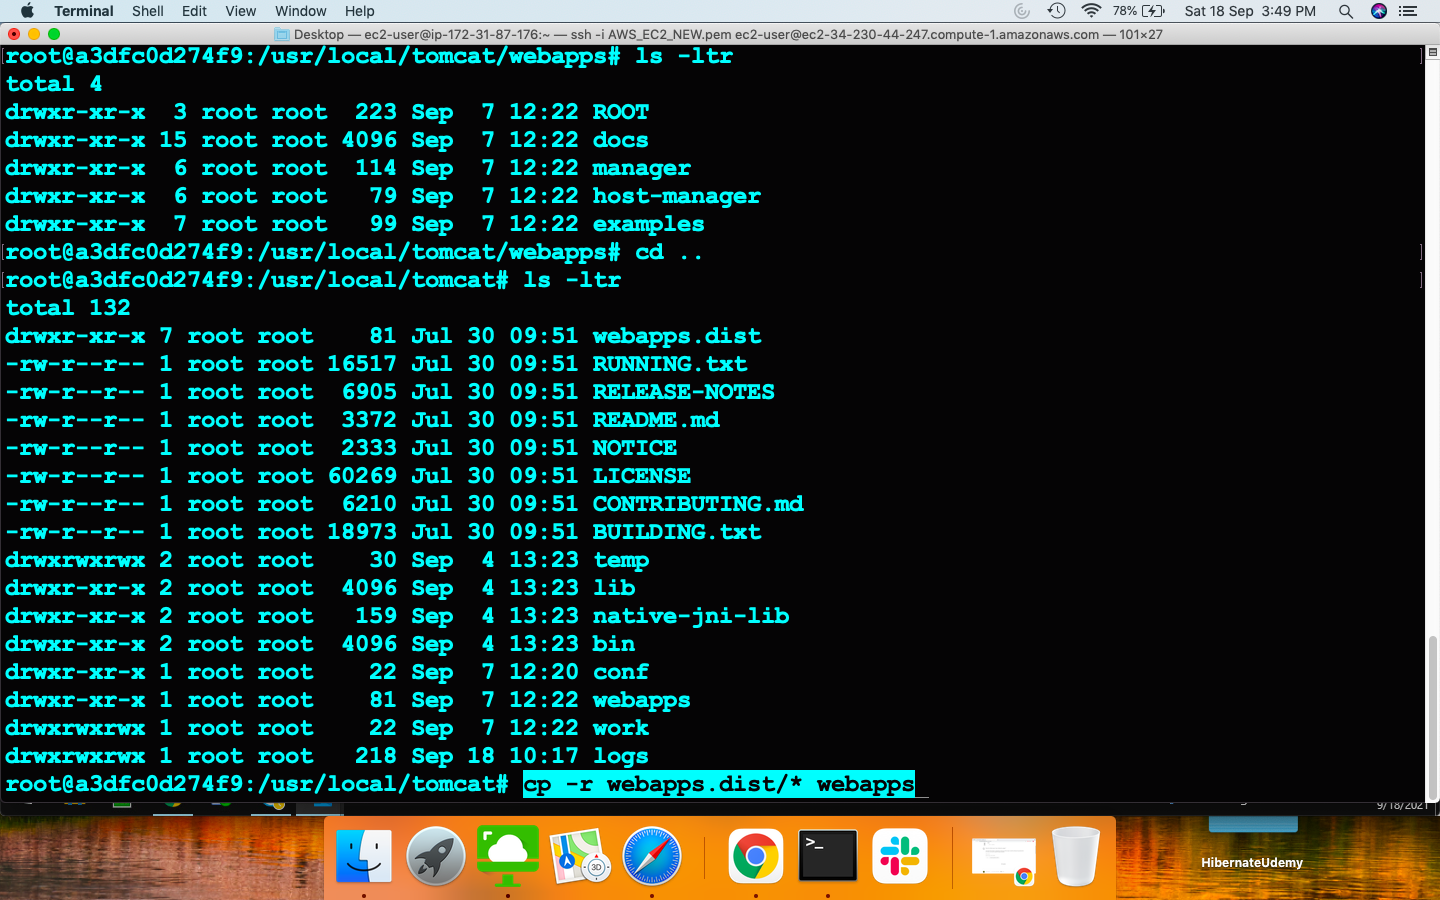 Terminal Shell Edit View Window Help 78% Sat 18 Sep 3:49 PM
Desktop — ec2-user@ip-172-31-87-176:~ — ssh -i AWS_EC2_NEW.pem ec2-user@ec2-34-230-44-247.compute-1.amazonaws.com — 101×27
[root@a3dfc0d274f9:/usr/local/tomcat/webapps# ls -ltr ]
total 4
drwxr-xr-x  3 root root  223 Sep  7 12:22 ROOT
drwxr-xr-x 15 root root 4096 Sep  7 12:22 docs
drwxr-xr-x  6 root root  114 Sep  7 12:22 manager
drwxr-xr-x  6 root root   79 Sep  7 12:22 host-manager
drwxr-xr-x  7 root root   99 Sep  7 12:22 examples
[root@a3dfc0d274f9:/usr/local/tomcat/webapps# cd .. ]
[root@a3dfc0d274f9:/usr/local/tomcat# ls -ltr ]
total 132
drwxr-xr-x 7 root root    81 Jul 30 09:51 webapps.dist
-rw-r--r-- 1 root root 16517 Jul 30 09:51 RUNNING.txt
-rw-r--r-- 1 root root  6905 Jul 30 09:51 RELEASE-NOTES
-rw-r--r-- 1 root root  3372 Jul 30 09:51 README.md
-rw-r--r-- 1 root root  2333 Jul 30 09:51 NOTICE
-rw-r--r-- 1 root root 60269 Jul 30 09:51 LICENSE
-rw-r--r-- 1 root root  6210 Jul 30 09:51 CONTRIBUTING.md
-rw-r--r-- 1 root root 18973 Jul 30 09:51 BUILDING.txt
drwxrwxrwx 2 root root    30 Sep  4 13:23 temp
drwxr-xr-x 2 root root  4096 Sep  4 13:23 lib
drwxr-xr-x 2 root root   159 Sep  4 13:23 native-jni-lib
drwxr-xr-x 2 root root  4096 Sep  4 13:23 bin
drwxr-xr-x 1 root root    22 Sep  7 12:20 conf
drwxr-xr-x 1 root root    81 Sep  7 12:22 webapps
drwxrwxrwx 1 root root    22 Sep  7 12:22 work
drwxrwxrwx 1 root root   218 Sep 18 10:17 logs
root@a3dfc0d274f9:/usr/local/tomcat# cp -r webapps.dist/* webapps
9/18/2021
>_
3D
HibernateUdemy